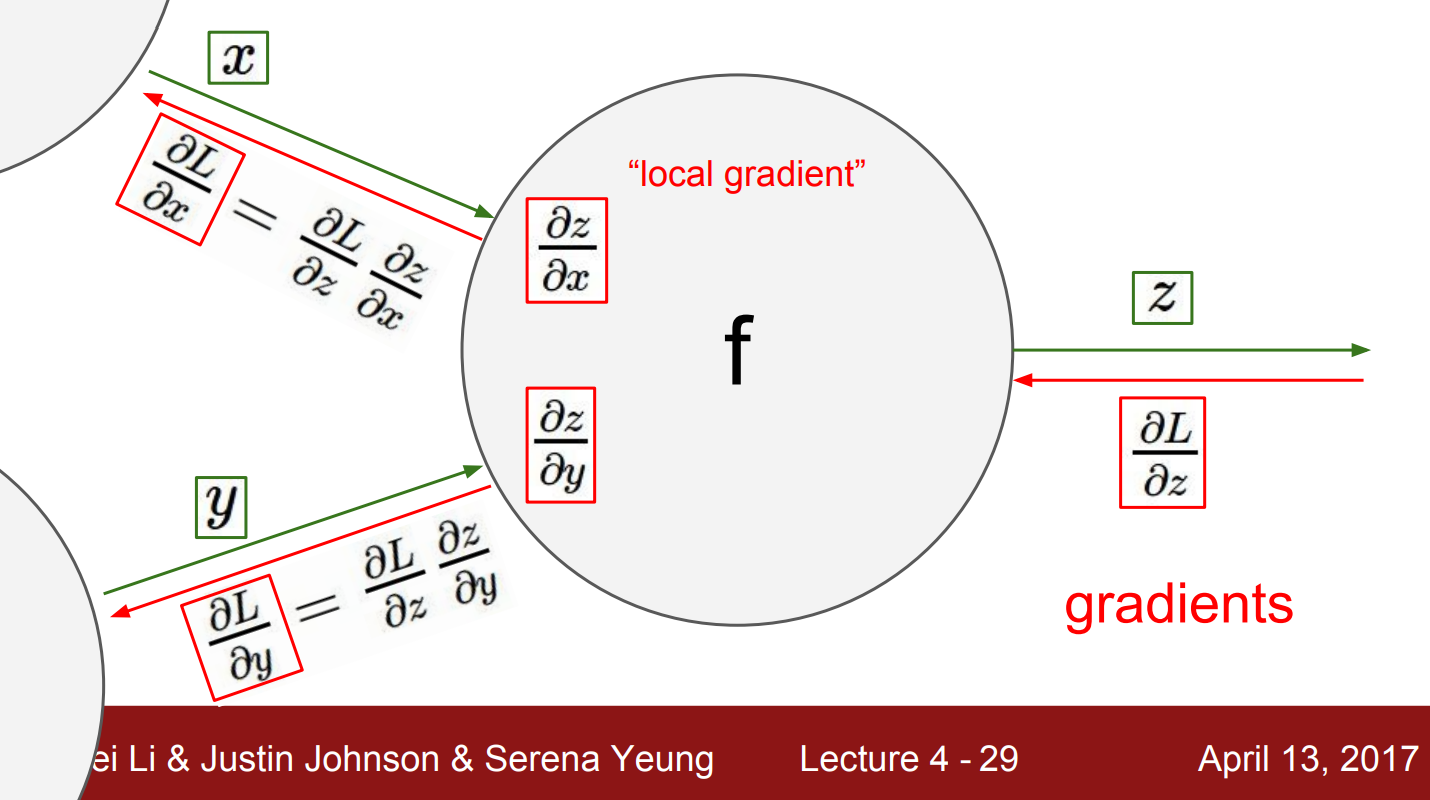 x
∂L/∂x = ∂L/∂z ∂z/∂x
“local gradient”
∂z/∂x
f
z
∂L/∂z
∂z/∂y
y
∂L/∂y = ∂L/∂z ∂z/∂y
gradients
ei Li & Justin Johnson & Serena Yeung
Lecture 4 - 29
April 13, 2017